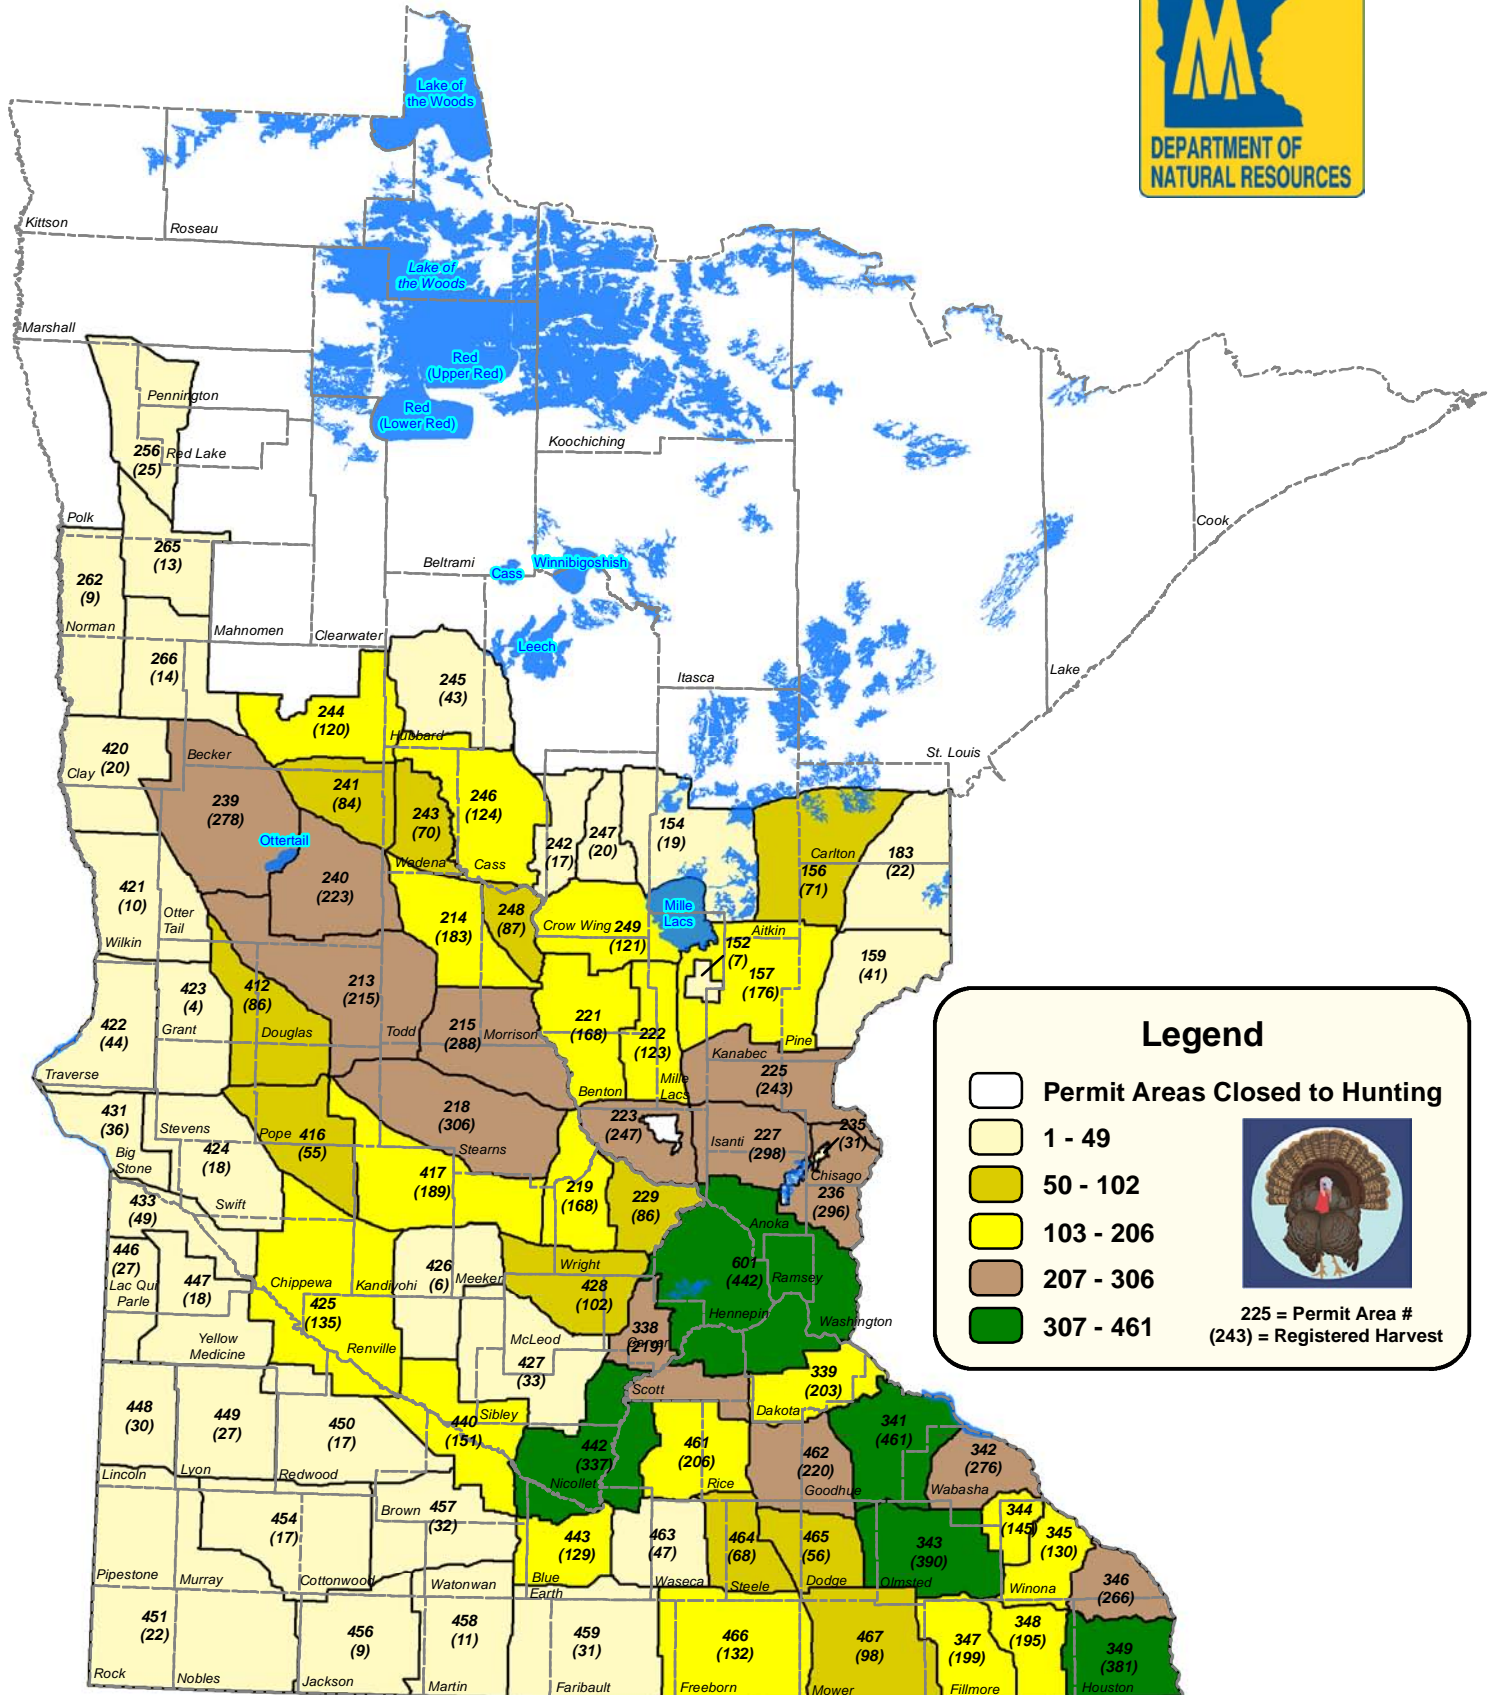 DEPARTMENT OF
NATURAL RESOURCES
Lake of
the Woods
Kittson
Roseau
Lake of
the Woods
Marshall
Red
(Upper Red)
Pennington
Red
(Lower Red)
Koochiching
256
(25)
Red Lake
Polk
Cook
265
(13)
Beltrami
Cass
Winnibigoshish
262
(9)
Norman
Mahnomen
Clearwater
Leech
266
(14)
245
(43)
Itasca
Lake
244
(120)
Hubbard
420
(20)
Clay
Becker
St. Louis
241
(84)
239
(278)
243
(70)
246
(124)
Ottertail
242
(17)
247
(20)
154
(19)
Carlton
183
(22)
156
(71)
Wadena
Cass
240
(223)
421
(10)
Otter
Tail
214
(183)
248
(87)
Crow Wing
249
(121)
Mille
Lacs
Aitkin
Wilkin
152
(7)
157
(176)
159
(41)
423
(4)
412
(86)
213
(215)
422
(44)
Grant
Douglas
Todd
215
(288)
Morrison
221
(168)
222
(123)
Pine
Kanabec
225
(243)
Traverse
Benton
Mille
Lacs
431
(36)
Stevens
Pope
416
(55)
218
(306)
Stearns
223
(247)
Isanti
227
(298)
235
(31)
Big
Stone
424
(18)
Chisago
236
(296)
433
(49)
Swift
417
(189)
219
(168)
229
(86)
Anoka
446
(27)
Lac Qui
Parle
447
(18)
Chippewa
Kandiyohi
426
(6)
Meeker
Wright
428
(102)
601
(442)
Ramsey
Hennepin
Washington
425
(135)
Renville
Yellow
Medicine
McLeod
427
(33)
338
(219)
Carver
Scott
339
(203)
Dakota
448
(30)
449
(27)
450
(17)
440
(151)
Sibley
442
(337)
Nicollet
461
(206)
Rice
462
(220)
Goodhue
341
(461)
342
(276)
Wabasha
Lincoln
Lyon
Redwood
454
(17)
Brown
457
(32)
443
(129)
Blue
Earth
463
(47)
Waseca
464
(68)
Steele
465
(56)
Dodge
343
(390)
Olmsted
344
(145)
345
(130)
Winona
346
(266)
Pipestone
Murray
Cottonwood
Watonwan
451
(22)
456
(9)
458
(11)
459
(31)
466
(132)
467
(98)
347
(199)
348
(195)
349
(381)
Rock
Nobles
Jackson
Martin
Faribault
Freeborn
Mower
Fillmore
Houston
Legend
Permit Areas Closed to Hunting
1 - 49
50 - 102
103 - 206
207 - 306
307 - 461
225 = Permit Area #
(243) = Registered Harvest